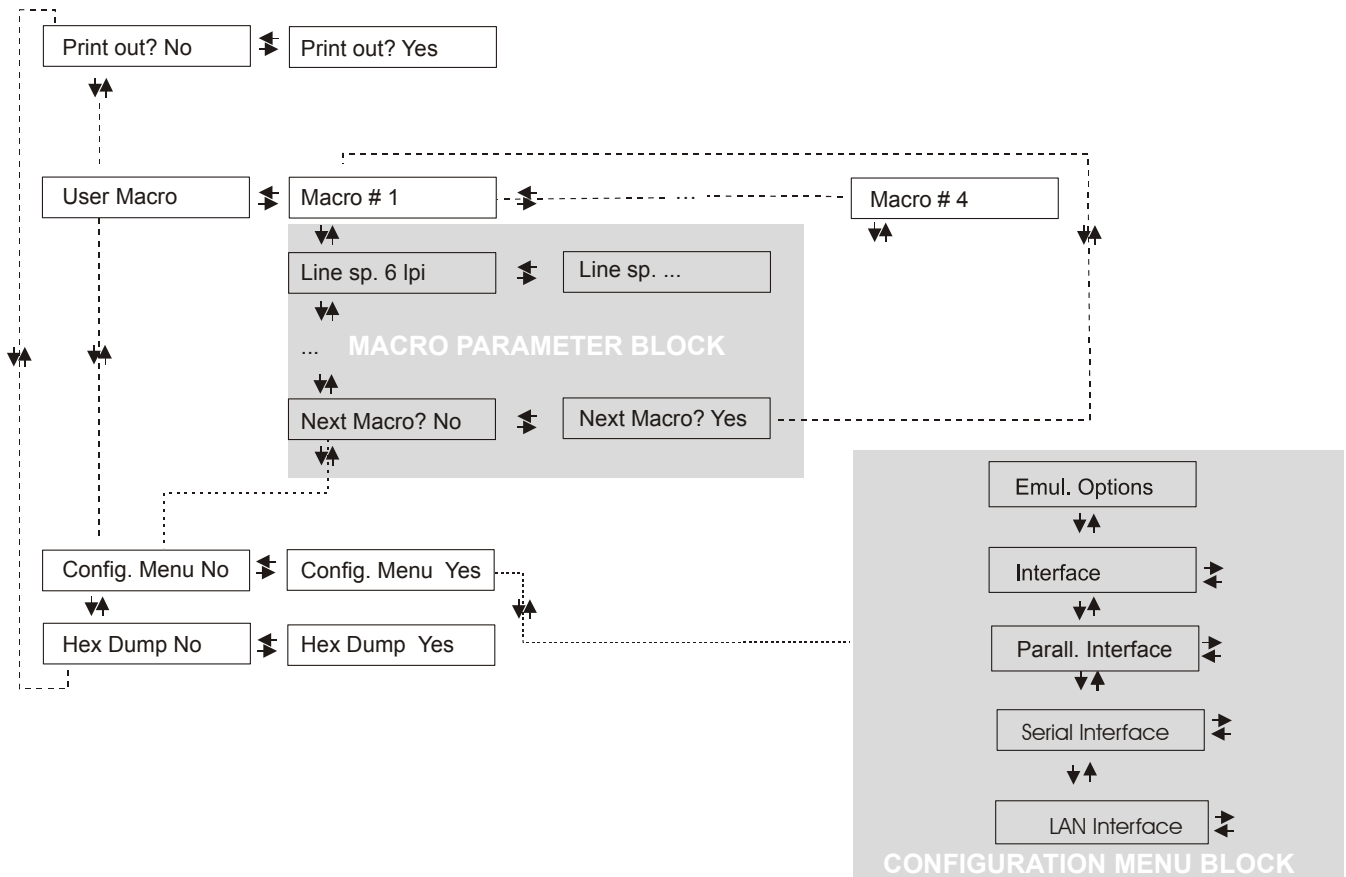 Print out? No
Print out? Yes
User Macro
Macro # 1
...
Macro # 4
Line sp. 6 lpi
Line sp. ...
... MACRO PARAMETER BLOCK
Next Macro? No
Next Macro? Yes
Emul. Options
Config. Menu No
Config. Menu  Yes
Interface
Hex Dump No
Hex Dump  Yes
Parall. Interface
Serial Interface
LAN Interface
CONFIGURATION MENU BLOCK